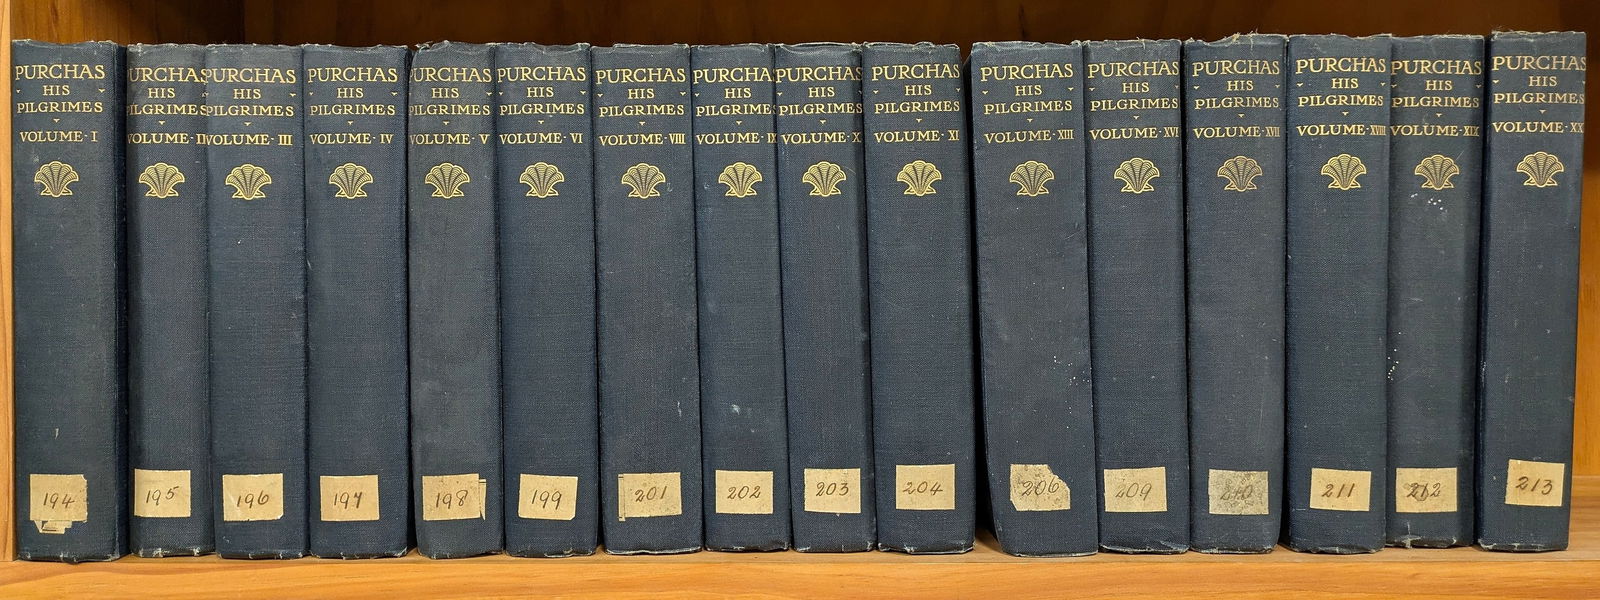 PURCHAS
HIS
PILGRIMES
VOLUME·I
194
PURCHAS
HIS
PILGRIMES
VOLUME·II
195
PURCHAS
HIS
PILGRIMES
VOLUME·III
196
PURCHAS
HIS
PILGRIMES
VOLUME·IV
197
PURCHAS
HIS
PILGRIMES
VOLUME·V
198
PURCHAS
HIS
PILGRIMES
VOLUME·VI
199
PURCHAS
HIS
PILGRIMES
VOLUME·VIII
201
PURCHAS
HIS
PILGRIMES
VOLUME·IX
202
PURCHAS
HIS
PILGRIMES
VOLUME·X
203
PURCHAS
HIS
PILGRIMES
VOLUME·XI
204
PURCHAS
HIS
PILGRIMES
VOLUME·XIII
206
PURCHAS
HIS
PILGRIMES
VOLUME·XVI
209
PURCHAS
HIS
PILGRIMES
VOLUME·XVII
210
PURCHAS
HIS
PILGRIMES
VOLUME·XVIII
211
PURCHAS
HIS
PILGRIMES
VOLUME·XIX
212
PURCHAS
HIS
PILGRIMES
VOLUME·XX
213